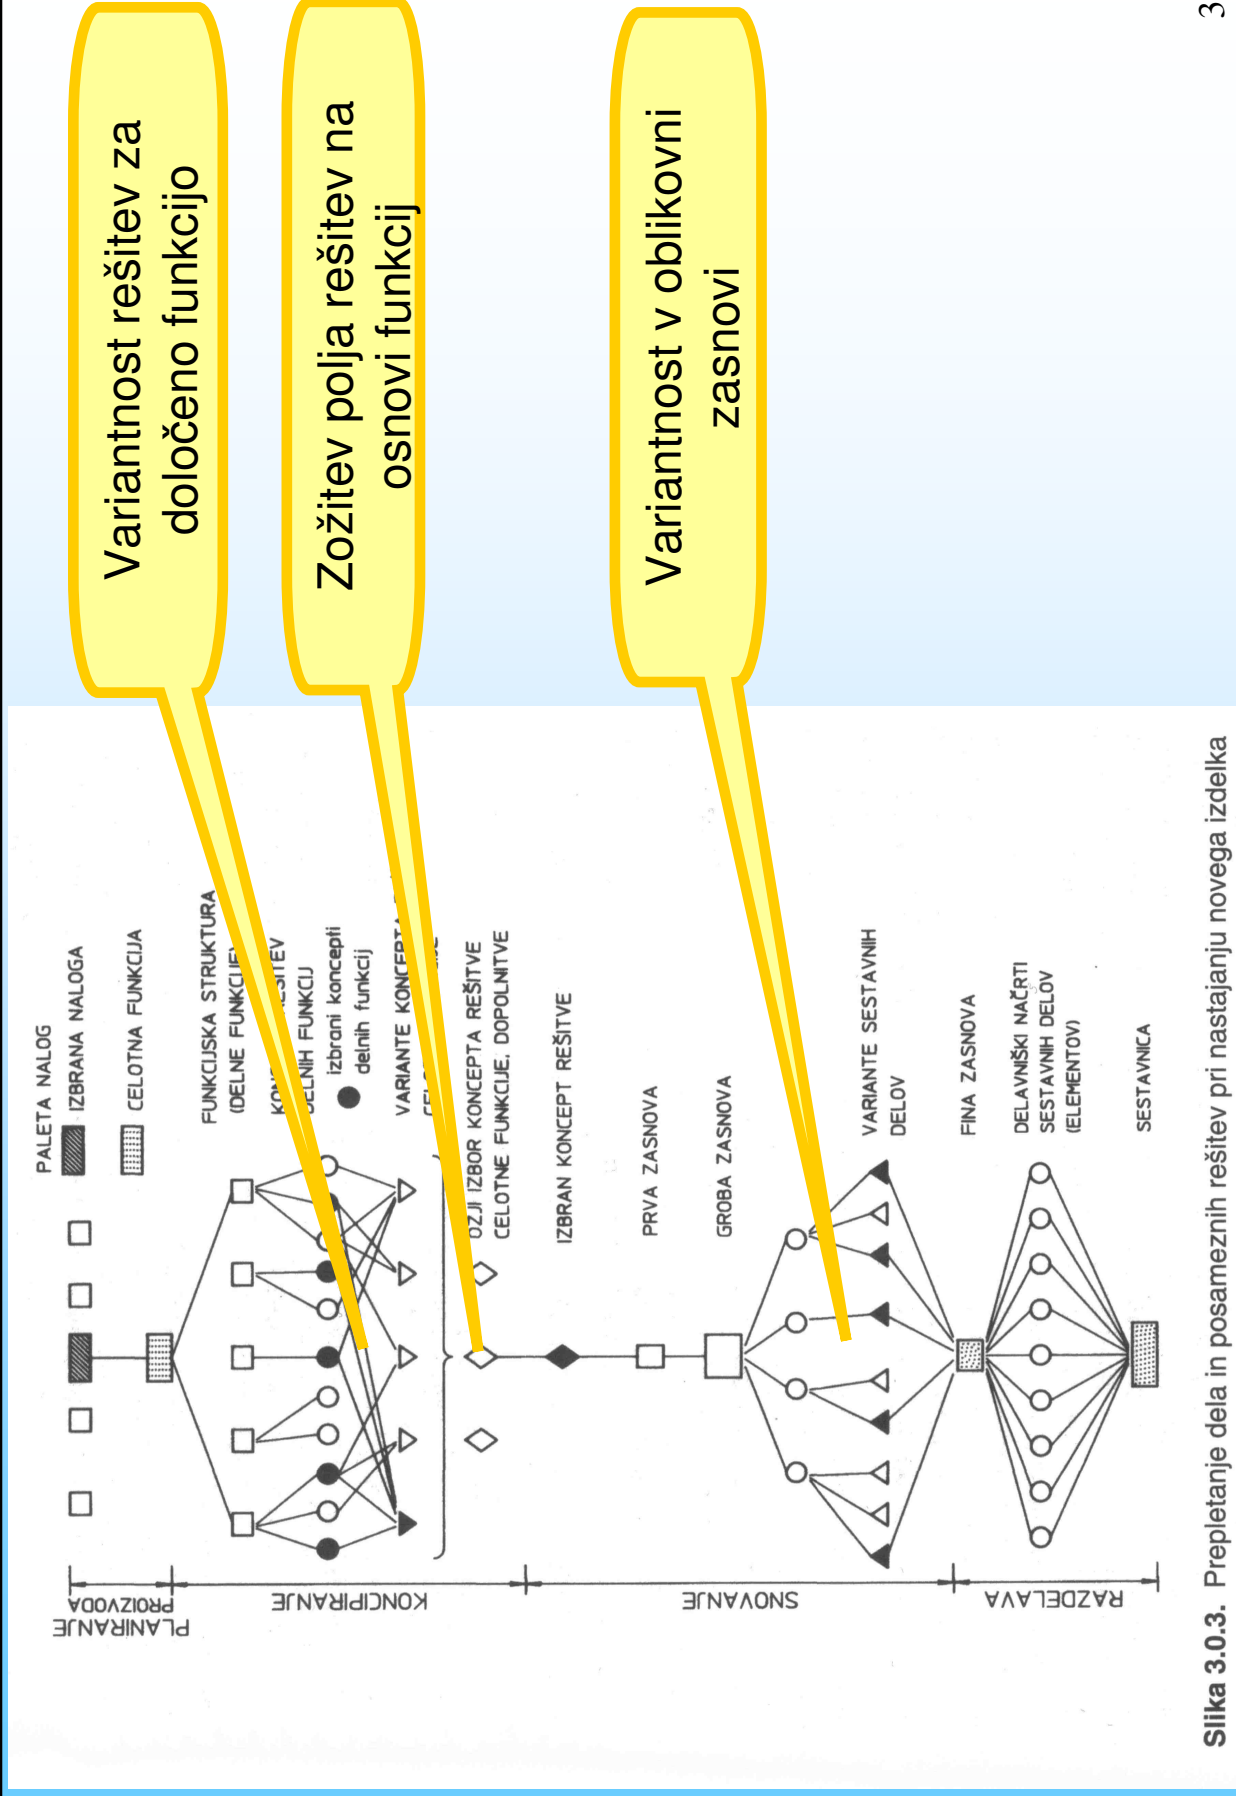 Variantnost rešitev za
določeno funkcijo
Zožitev polja rešitev na
osnovi funkcij
Variantnost v oblikovni
zasnovi
PALETA NALOG
IZBRANA NALOGA
CELOTNA FUNKCIJA
FUNKCIJSKA STRUKTURA
(DELNE FUNKCIJE)
DELNIH FUNKCIJ
izbrani koncepti
delnih funkcij
VARIANTE KONCEPTA
OŽJI IZBOR KONCEPTA REŠITVE
CELOTNE FUNKCIJE, DOPOLNITVE
IZBRAN KONCEPT REŠITVE
PRVA ZASNOVA
GROBA ZASNOVA
VARIANTE SESTAVNIH
DELOV
FINA ZASNOVA
DELAVNIŠKI NAČRTI
SESTAVNIH DELOV
(ELEMENTOV)
SESTAVNICA
PLANIRANJE
PROIZVODA
KONCIPIRANJE
SNOVANJE
RAZDELAVA
Slika 3.0.3. Prepletanje dela in posameznih rešitev pri nastajanju novega izdelka
3